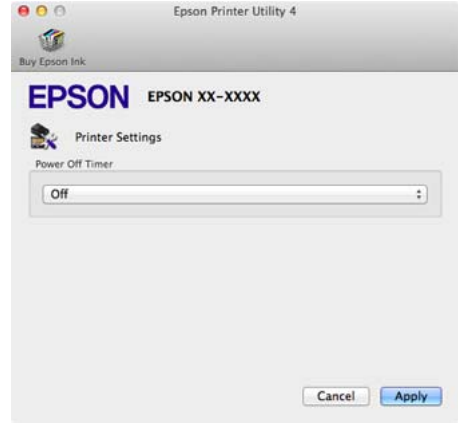 Epson Printer Utility 4
Buy Epson Ink
EPSON EPSON XX-XXXX
Printer Settings
Power Off Timer
Off
Cancel Apply